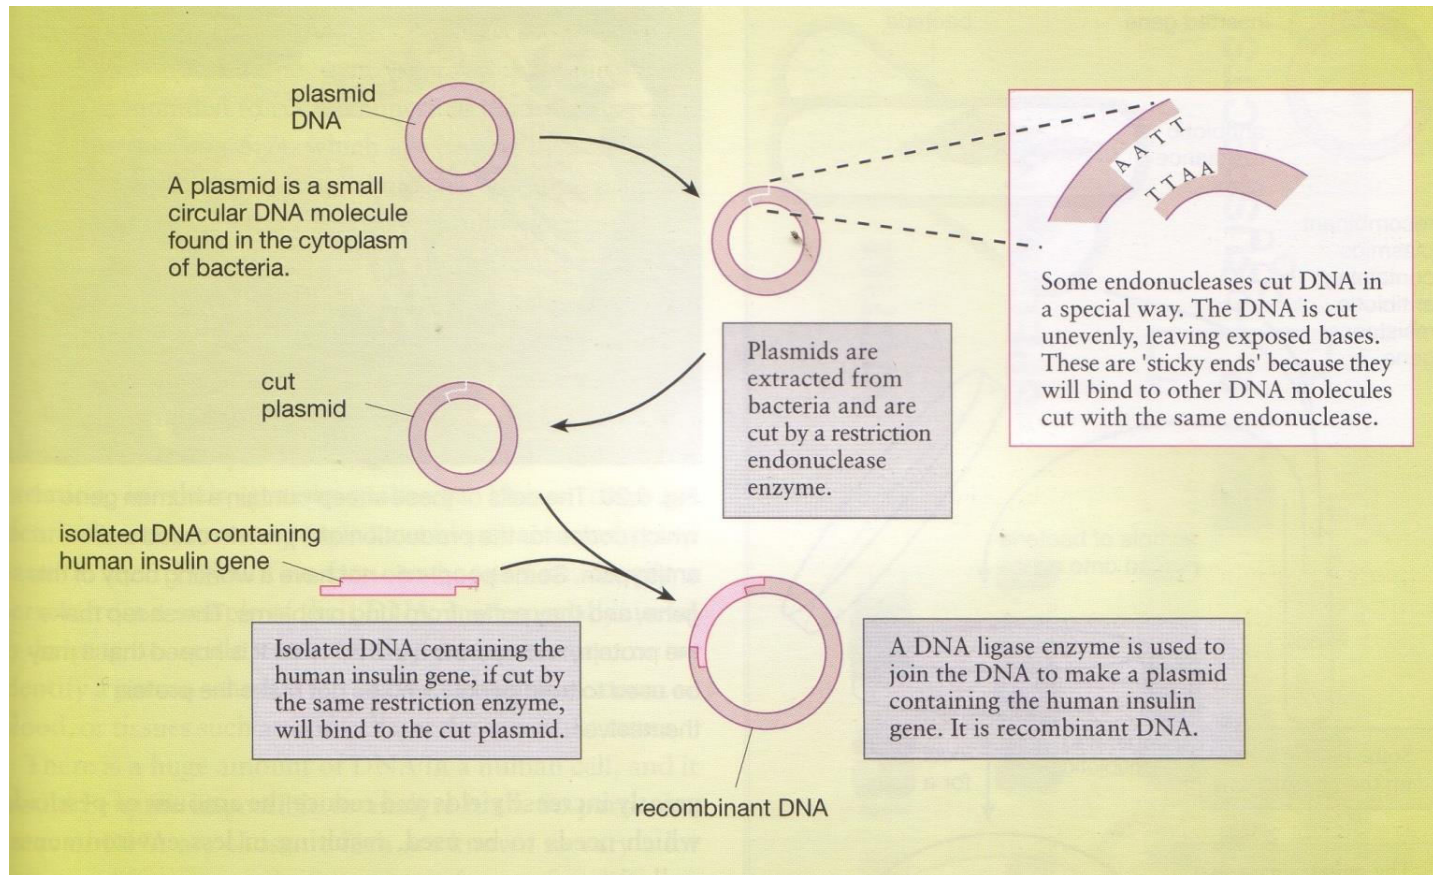 plasmid
DNA
A plasmid is a small
circular DNA molecule
found in the cytoplasm
of bacteria.
A A T T
T T A A
Some endonucleases cut DNA in
a special way. The DNA is cut
unevenly, leaving exposed bases.
These are 'sticky ends' because they
will bind to other DNA molecules
cut with the same endonuclease.
Plasmids are
extracted from
bacteria and are
cut by a restriction
endonuclease
enzyme.
cut
plasmid
isolated DNA containing
human insulin gene
Isolated DNA containing the
human insulin gene, if cut by
the same restriction enzyme,
will bind to the cut plasmid.
A DNA ligase enzyme is used to
join the DNA to make a plasmid
containing the human insulin
gene. It is recombinant DNA.
recombinant DNA